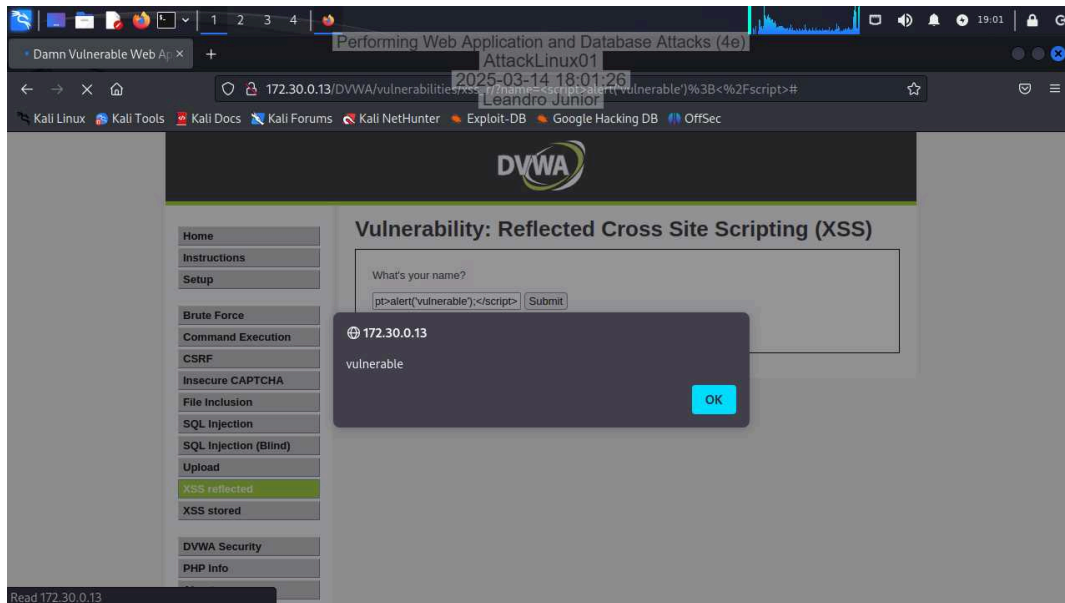 1 2 3 4
19:01
G
Damn Vulnerable Web Ap
Performing Web Application and Database Attacks (4e)
AttackLinux01
2025-03-14 18:01:26
Leandro Junior
172.30.0.13/DVWA/vulnerabilities/xss_r/?name=<script>alert('vulnerable')%3B<%2Fscript>#
Kali Linux Kali Tools Kali Docs Kali Forums Kali NetHunter Exploit-DB Google Hacking DB OffSec
DVWA
Vulnerability: Reflected Cross Site Scripting (XSS)
What's your name?
pt>alert('vulnerable');</script> Submit
172.30.0.13
vulnerable
OK
Home
Instructions
Setup
Brute Force
Command Execution
CSRF
Insecure CAPTCHA
File Inclusion
SQL Injection
SQL Injection (Blind)
Upload
XSS reflected
XSS stored
DVWA Security
PHP Info
Read 172.30.0.13